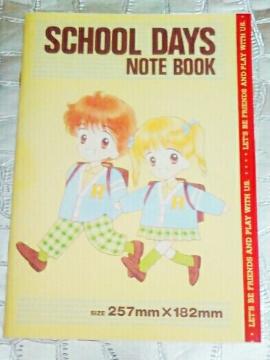 SCHOOL DAYS
NOTE BOOK
LET'S BE FRIENDS AND PLAY WITH US.
LET'S BE FRIENDS AND PLAY WITH US.
R
R
SIZE 257mm×182mm